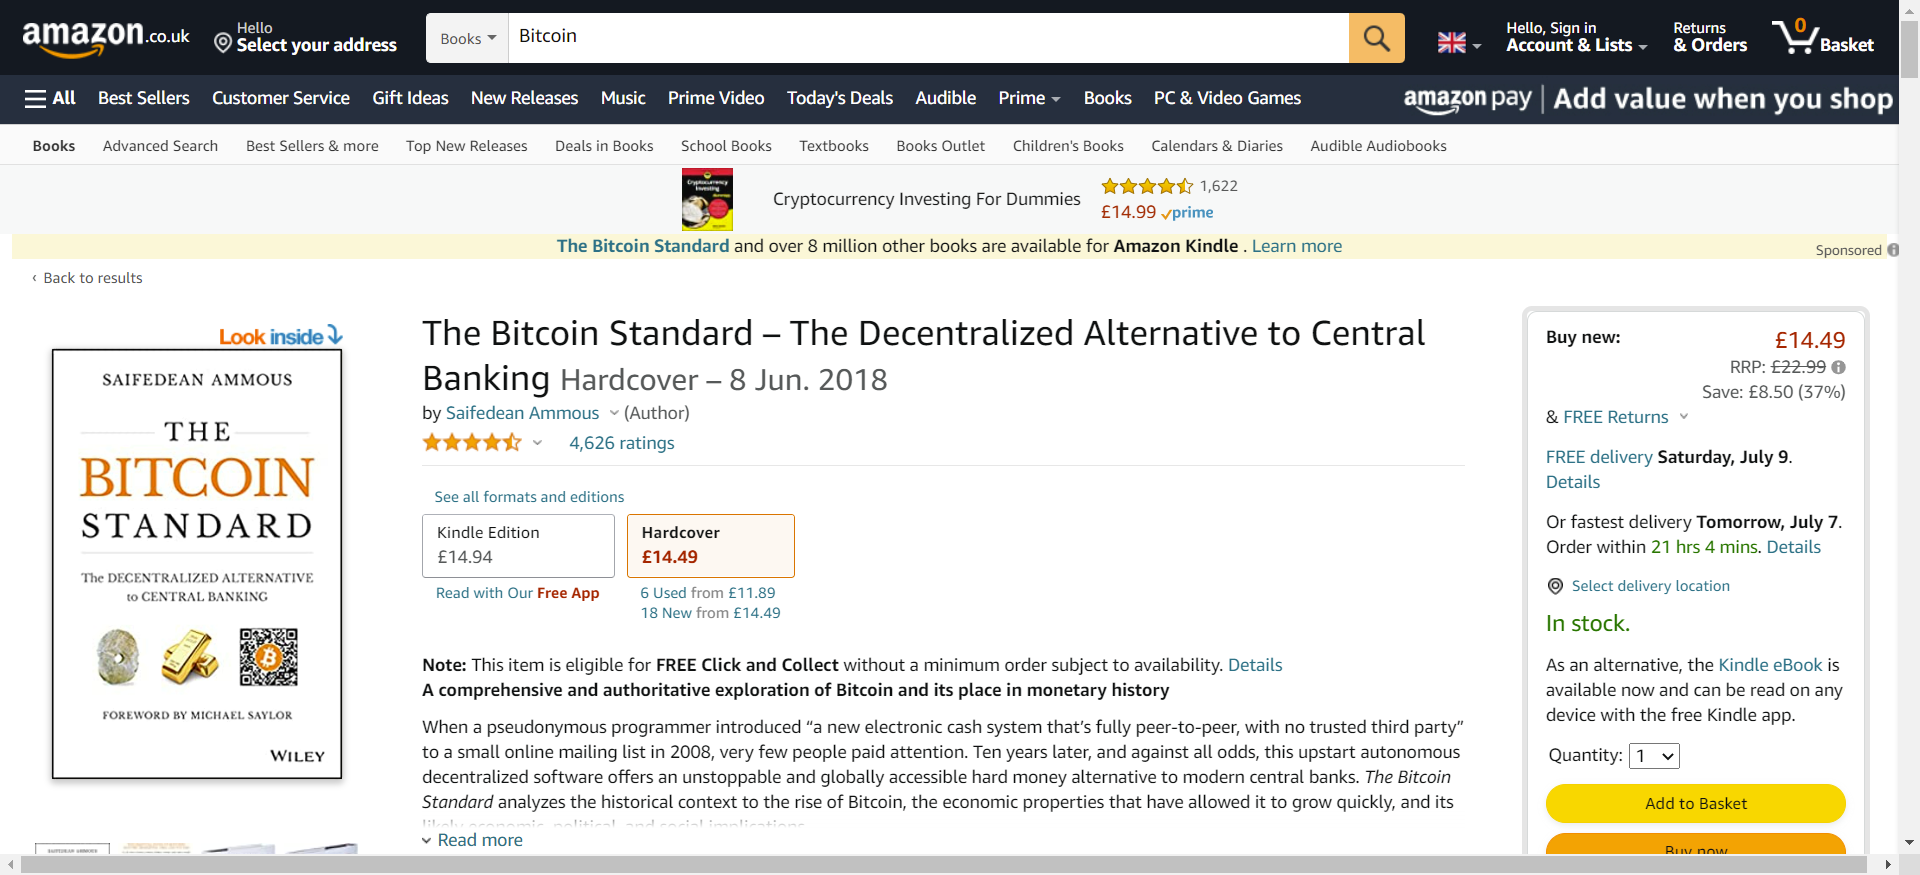 amazon.co.uk
Hello
Select your address
Books
Bitcoin
Hello, Sign in
Account & Lists
Returns
& Orders
0
Basket
All
Best Sellers
Customer Service
Gift Ideas
New Releases
Music
Prime Video
Today's Deals
Audible
Prime
Books
PC & Video Games
amazon pay | Add value when you shop
Books
Advanced Search
Best Sellers & more
Top New Releases
Deals in Books
School Books
Textbooks
Books Outlet
Children's Books
Calendars & Diaries
Audible Audiobooks
Cryptocurrency
Investing
Cryptocurrency Investing For Dummies
1,622
£14.99 prime
The Bitcoin Standard and over 8 million other books are available for Amazon Kindle . Learn more
Sponsored
‹ Back to results
Look inside
SAIFEDEAN AMMOUS
THE
BITCOIN
STANDARD
The DECENTRALIZED ALTERNATIVE
to CENTRAL BANKING
FOREWORD BY MICHAEL SAYLOR
WILEY
The Bitcoin Standard – The Decentralized Alternative to Central
Banking Hardcover – 8 Jun. 2018
by Saifedean Ammous (Author)
4,626 ratings
See all formats and editions
Kindle Edition
£14.94
Read with Our Free App
Hardcover
£14.49
6 Used from £11.89
18 New from £14.49
Note: This item is eligible for FREE Click and Collect without a minimum order subject to availability. Details
A comprehensive and authoritative exploration of Bitcoin and its place in monetary history
When a pseudonymous programmer introduced “a new electronic cash system that’s fully peer-to-peer, with no trusted third party”
to a small online mailing list in 2008, very few people paid attention. Ten years later, and against all odds, this upstart autonomous
decentralized software offers an unstoppable and globally accessible hard money alternative to modern central banks. The Bitcoin
Standard analyzes the historical context to the rise of Bitcoin, the economic properties that have allowed it to grow quickly, and its
likely economic, political, and social implications.
Read more
Buy new:
£14.49
RRP: £22.99
Save: £8.50 (37%)
& FREE Returns
FREE delivery Saturday, July 9.
Details
Or fastest delivery Tomorrow, July 7.
Order within 21 hrs 4 mins. Details
Select delivery location
In stock.
As an alternative, the Kindle eBook is
available now and can be read on any
device with the free Kindle app.
Quantity: 1
Add to Basket
Buy now